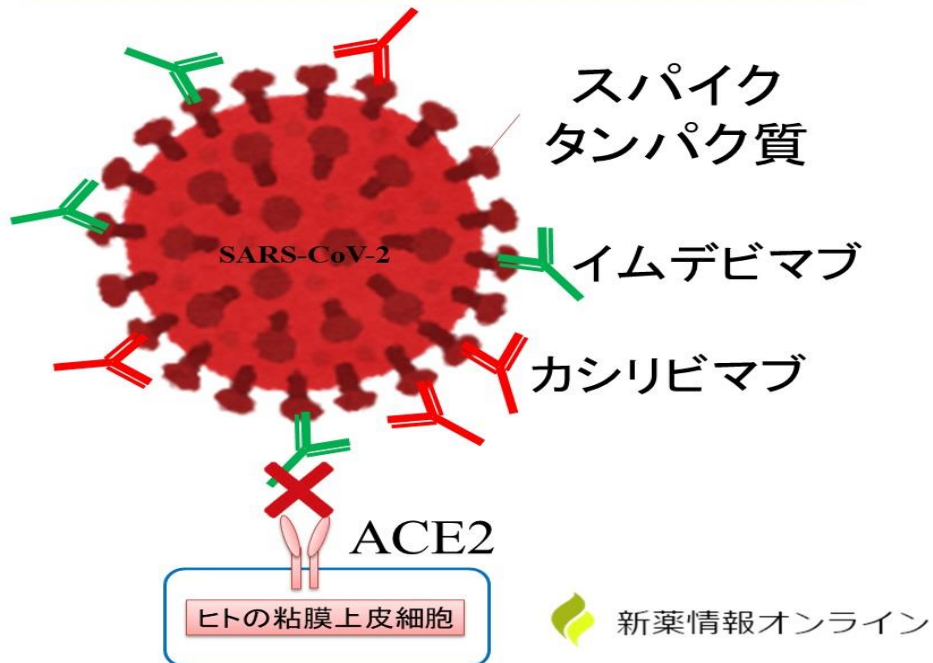 スパイク
タンパク質
SARS-CoV-2
イムデビマブ
カシリビマブ
ACE2
ヒトの粘膜上皮細胞
新薬情報オンライン